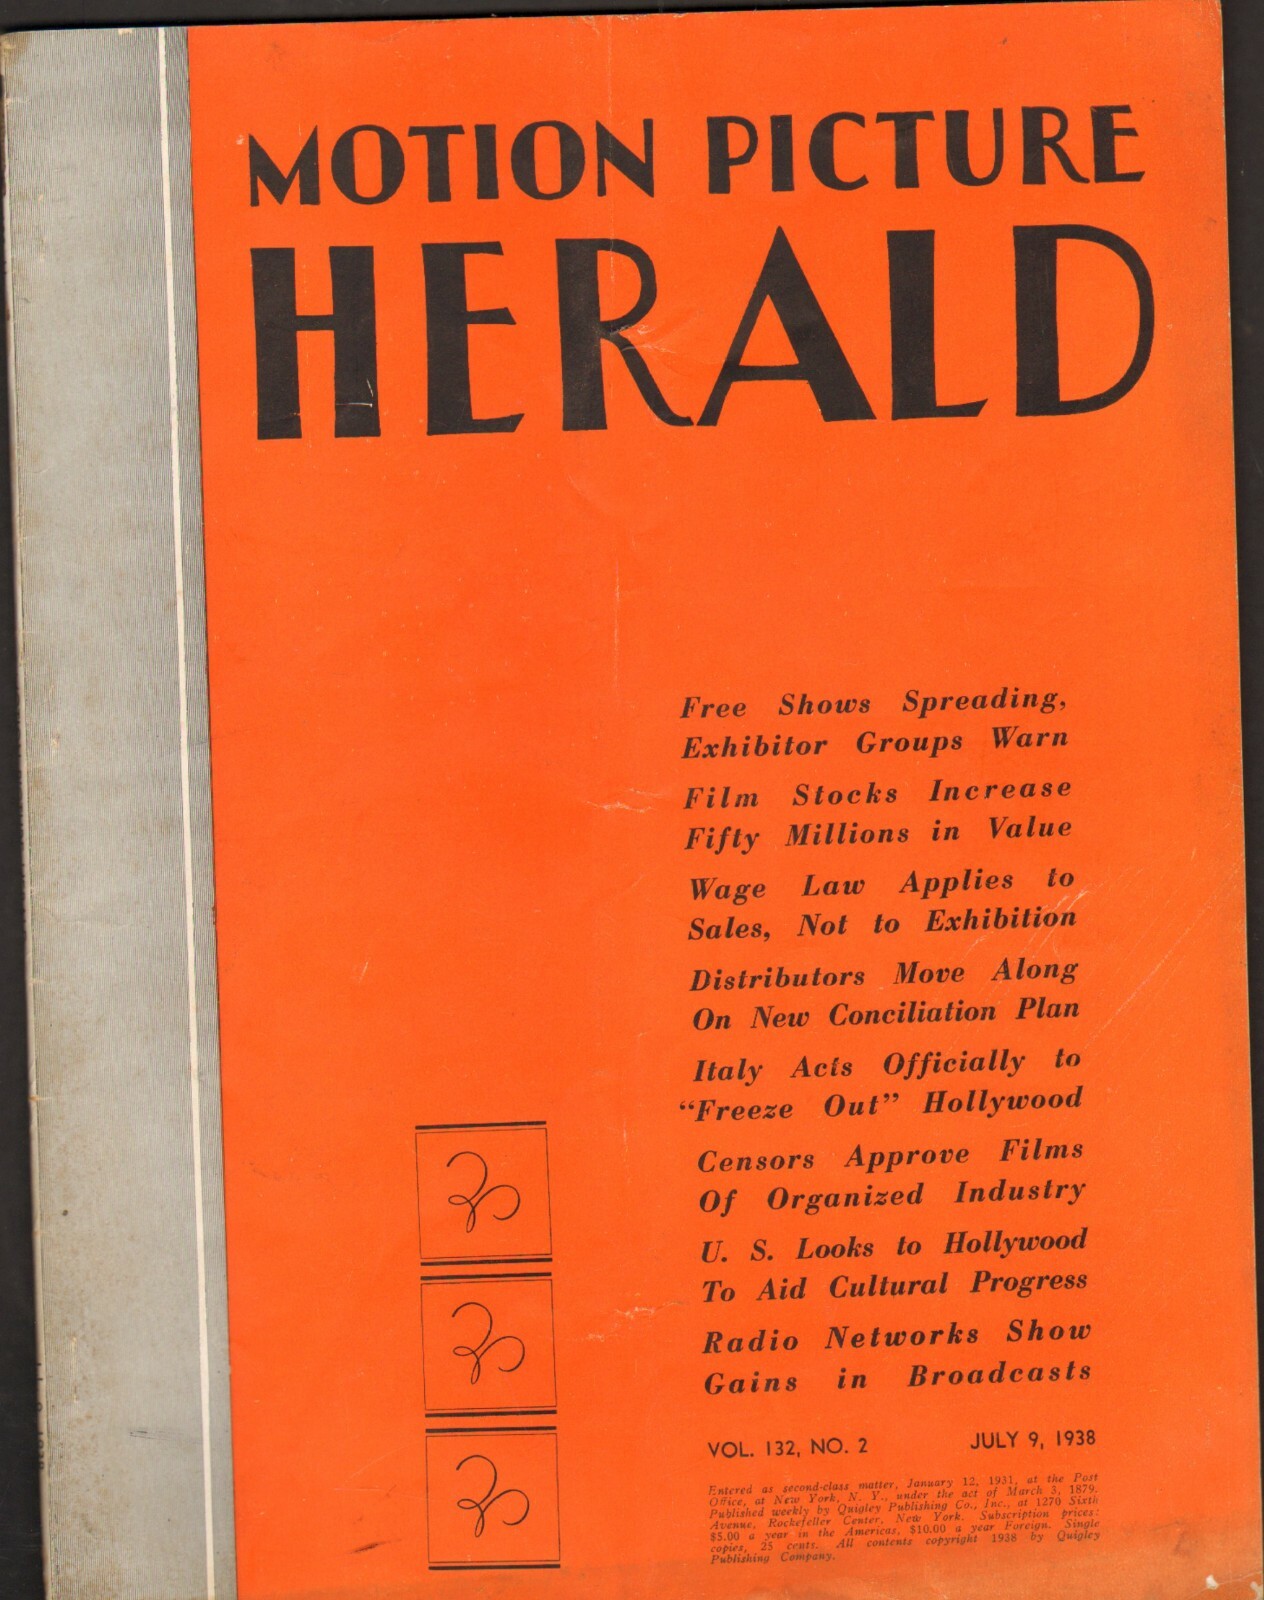 MOTION PICTURE
HERALD
Free Shows Spreading,
Exhibitor Groups Warn
Film Stocks Increase
Fifty Millions in Value
Wage Law Applies to
Sales, Not to Exhibition
Distributors Move Along
On New Conciliation Plan
Italy Acts Officially to
“Freeze Out” Hollywood
Censors Approve Films
Of Organized Industry
U. S. Looks to Hollywood
To Aid Cultural Progress
Radio Networks Show
Gains in Broadcasts
VOL. 132, NO. 2 JULY 9, 1938
Entered as second-class matter, January 12, 1931, at the Post
Office, at New York, N. Y., under the act of March 3, 1879.
Published weekly by Quigley Publishing Co., Inc., at 1270 Sixth
Avenue, Rockefeller Center, New York. Subscription prices:
$5.00 a year in the Americas, $10.00 a year Foreign. Single
copies, 25 cents. All contents copyright 1938 by Quigley
Publishing Company.